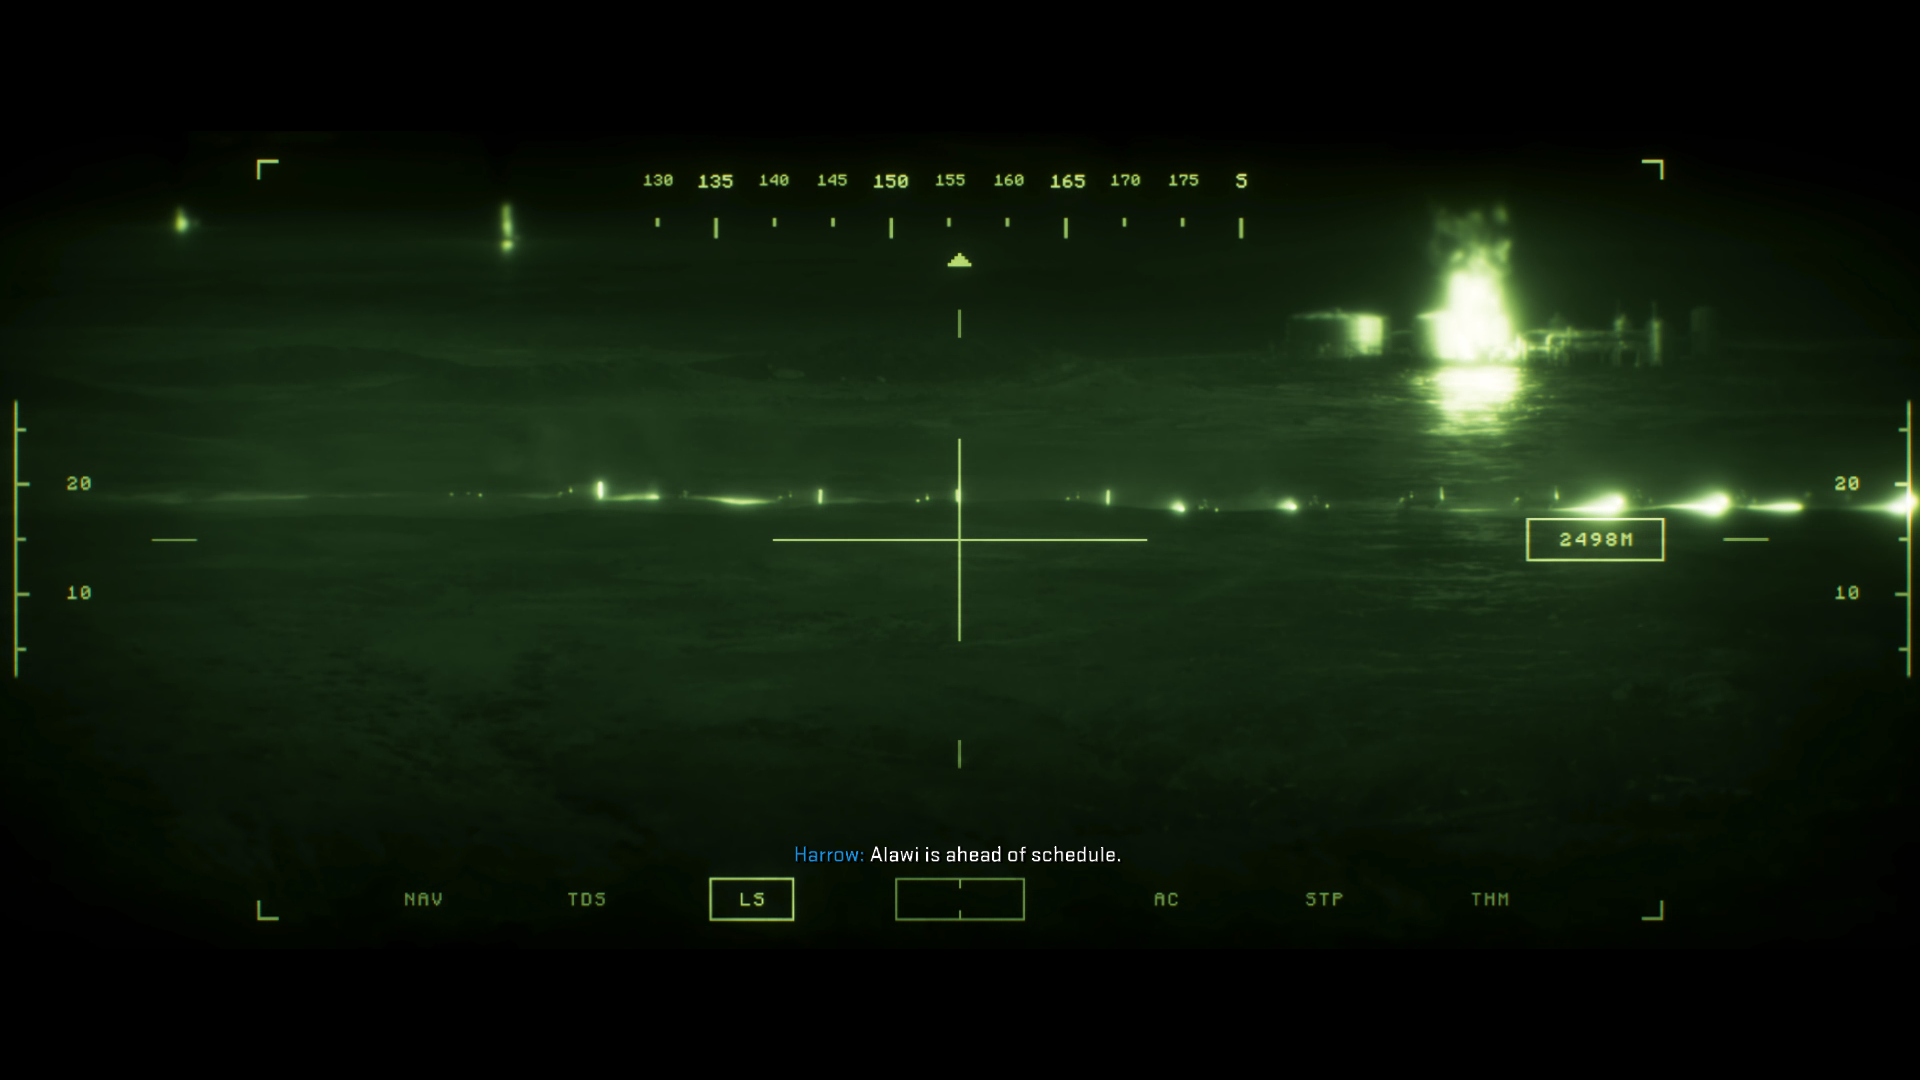 130 135 140 145 150 155 160 165 170 175 S
20 20
2498M
10 10
Harrow: Alawi is ahead of schedule.
NAV TDS LS AC STP THM